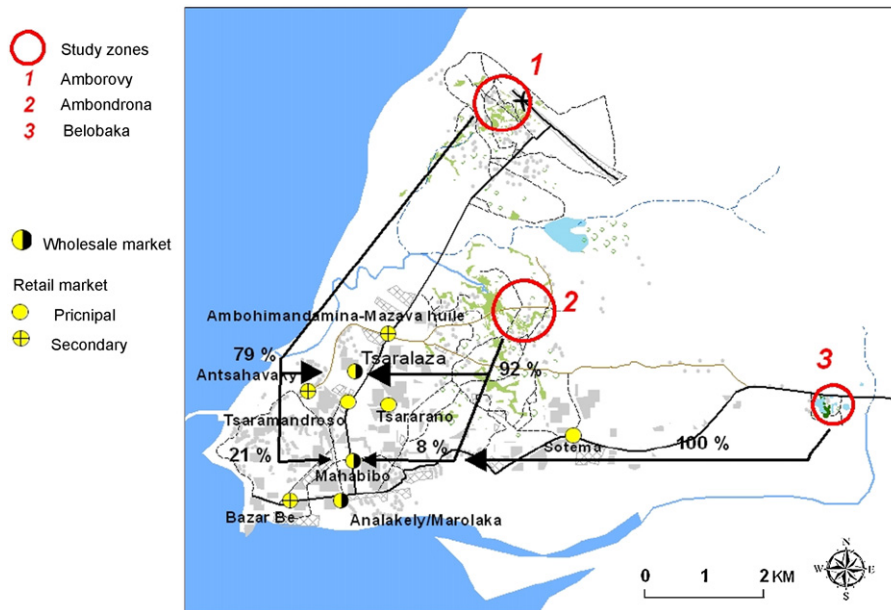 Study zones
1 Amborovy
2 Ambondrona
3 Belobaka
Wholesale market
Retail market
Pricnipal
Secondary
1
2
3
Ambohimandamina-Mazava huile
79 %
Tsaralaza
92 %
Antsahavaky
Tsaramandroso
Tsararano
21 %
8 %
Sotema
100 %
Mahabibo
Bazar Be
Analakely/Marolaka
N
W E
S
0 1 2 KM